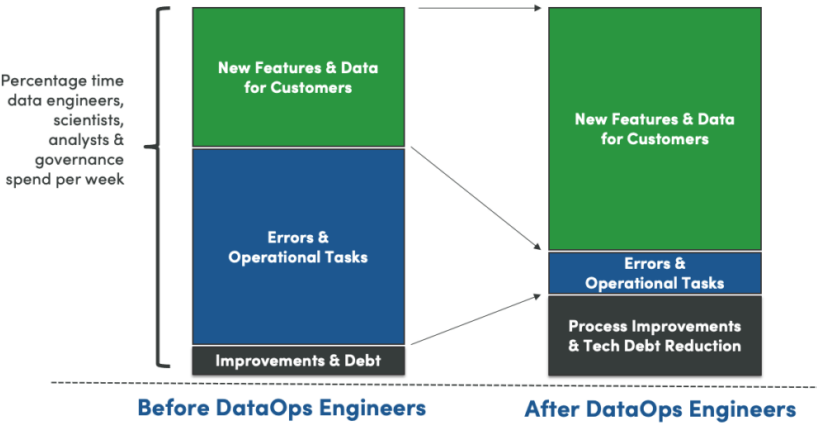 Percentage time
data engineers,
scientists,
analysts &
governance
spend per week
New Features & Data
for Customers
Errors &
Operational Tasks
Improvements & Debt
New Features & Data
for Customers
Errors &
Operational Tasks
Process Improvements
& Tech Debt Reduction
Before DataOps Engineers
After DataOps Engineers